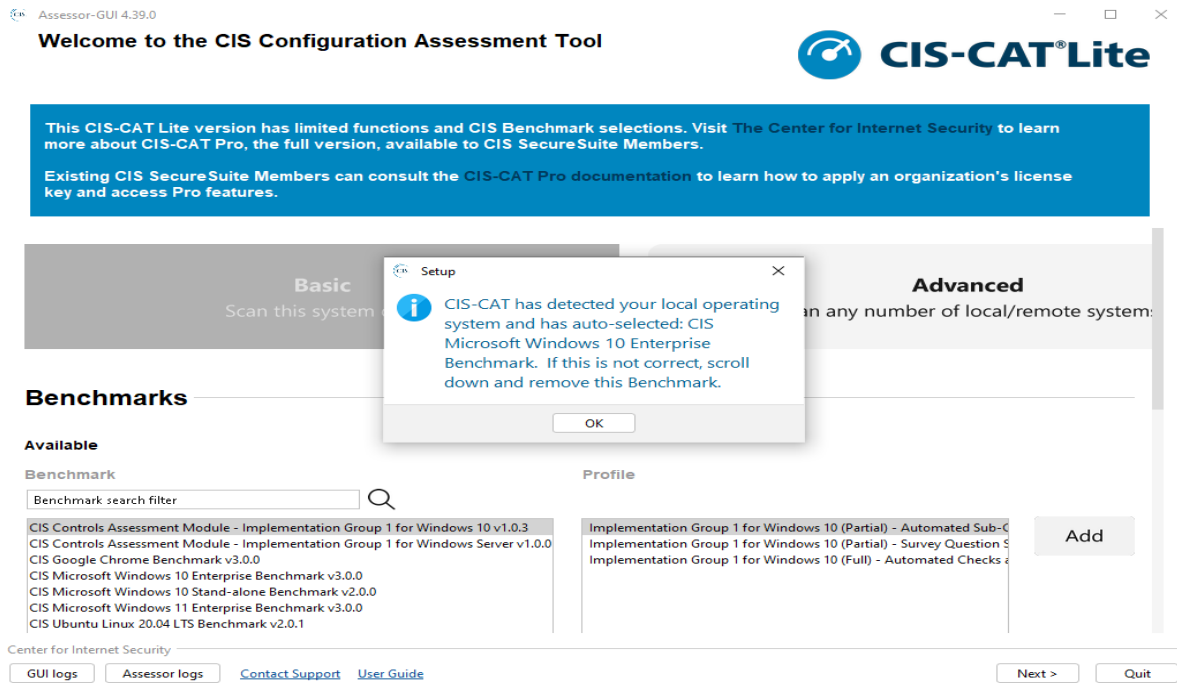 Assessor-GUI 4.39.0
Welcome to the CIS Configuration Assessment Tool
CIS-CAT®Lite
This CIS-CAT Lite version has limited functions and CIS Benchmark selections. Visit The Center for Internet Security to learn
more about CIS-CAT Pro, the full version, available to CIS SecureSuite Members.
Existing CIS SecureSuite Members can consult the CIS-CAT Pro documentation to learn how to apply an organization's license
key and access Pro features.
Basic
Scan this system
Advanced
an any number of local/remote systems
Setup
CIS-CAT has detected your local operating
system and has auto-selected: CIS
Microsoft Windows 10 Enterprise
Benchmark. If this is not correct, scroll
down and remove this Benchmark.
OK
Benchmarks
Available
Benchmark
Profile
Benchmark search filter
CIS Controls Assessment Module - Implementation Group 1 for Windows 10 v1.0.3
CIS Controls Assessment Module - Implementation Group 1 for Windows Server v1.0.0
CIS Google Chrome Benchmark v3.0.0
CIS Microsoft Windows 10 Enterprise Benchmark v3.0.0
CIS Microsoft Windows 10 Stand-alone Benchmark v2.0.0
CIS Microsoft Windows 11 Enterprise Benchmark v3.0.0
CIS Ubuntu Linux 20.04 LTS Benchmark v2.0.1
Implementation Group 1 for Windows 10 (Partial) - Automated Sub-C
Implementation Group 1 for Windows 10 (Partial) - Survey Question S
Implementation Group 1 for Windows 10 (Full) - Automated Checks a
Add
Center for Internet Security
GUI logs
Assessor logs
Contact Support
User Guide
Next >
Quit